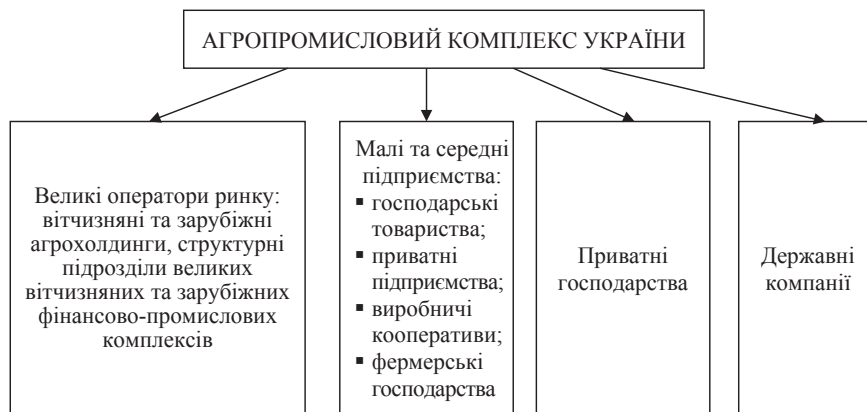 АГРОПРОМИСЛОВИЙ КОМПЛЕКС УКРАЇНИ
Великі оператори ринку:
вітчизняні та зарубіжні
агрохолдинги, структурні
підрозділи великих
вітчизняних та зарубіжних
фінансово-промислових
комплексів
Малі та середні
підприємства:
▪ господарські
товариства;
▪ приватні
підприємства;
▪ виробничі
кооперативи;
▪ фермерські
господарства
Приватні
господарства
Державні
компанії